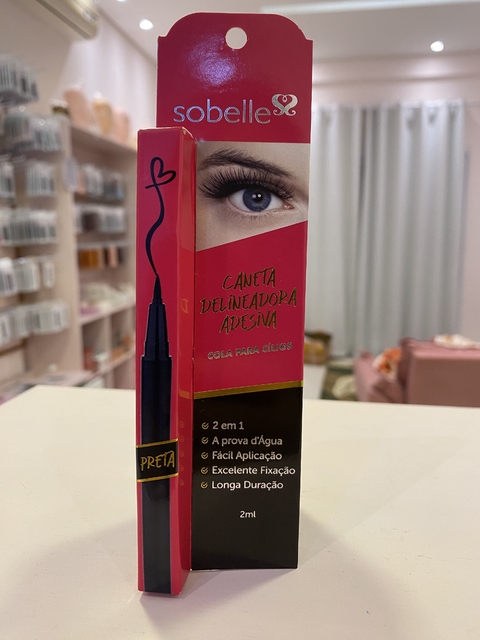 sobelle
CANETA
DELINEADORA
ADESIVA
COLA PARA CÍLIOS
2 em 1
A prova d'Água
Fácil Aplicação
Excelente Fixação
Longa Duração
2ml
PRETA